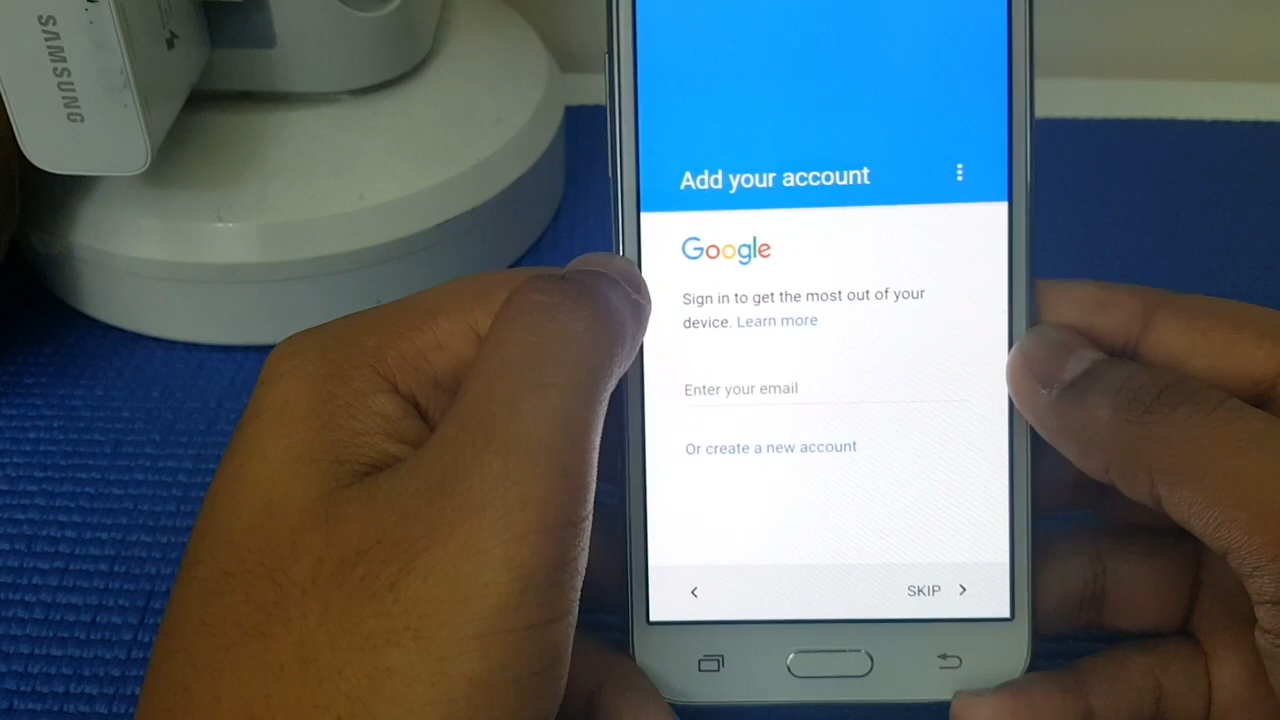 SAMSUNG
Add your account
Google
Sign in to get the most out of your
device. Learn more
Enter your email
Or create a new account
SKIP